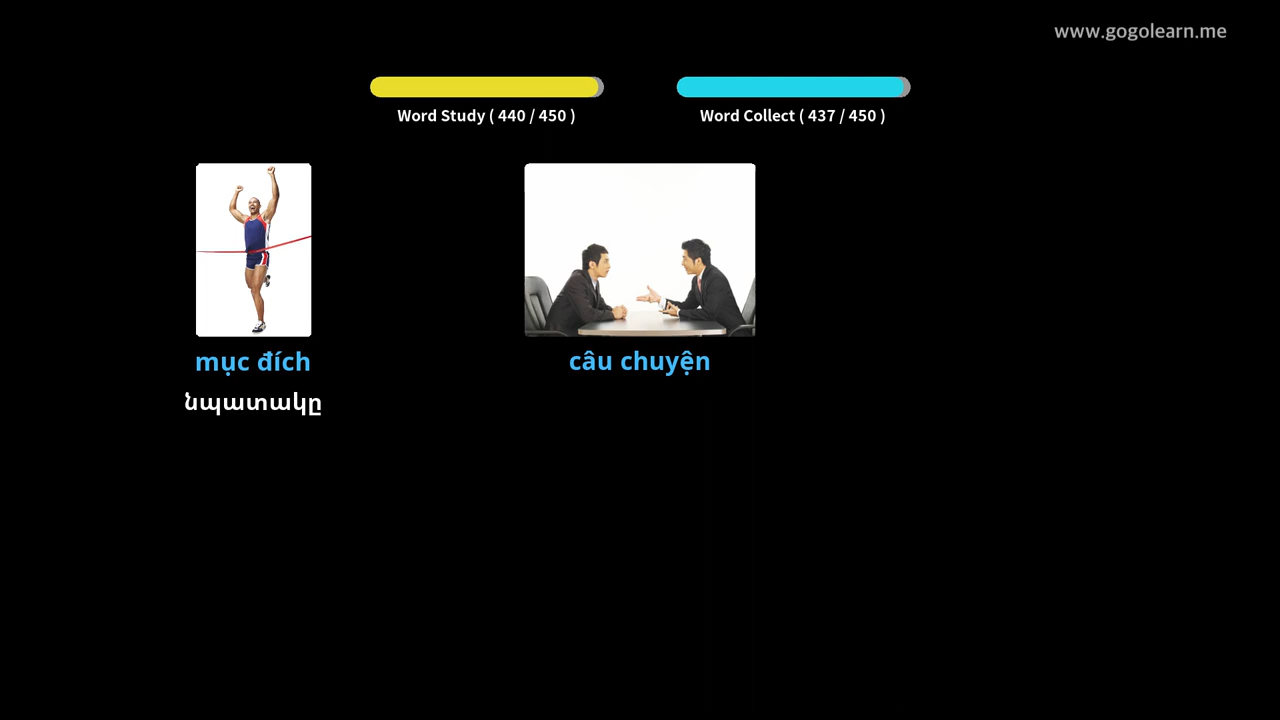 www.gogolearn.me
Word Study ( 440 / 450 )
Word Collect ( 437 / 450 )
mục đích
câu chuyện
նպատակը